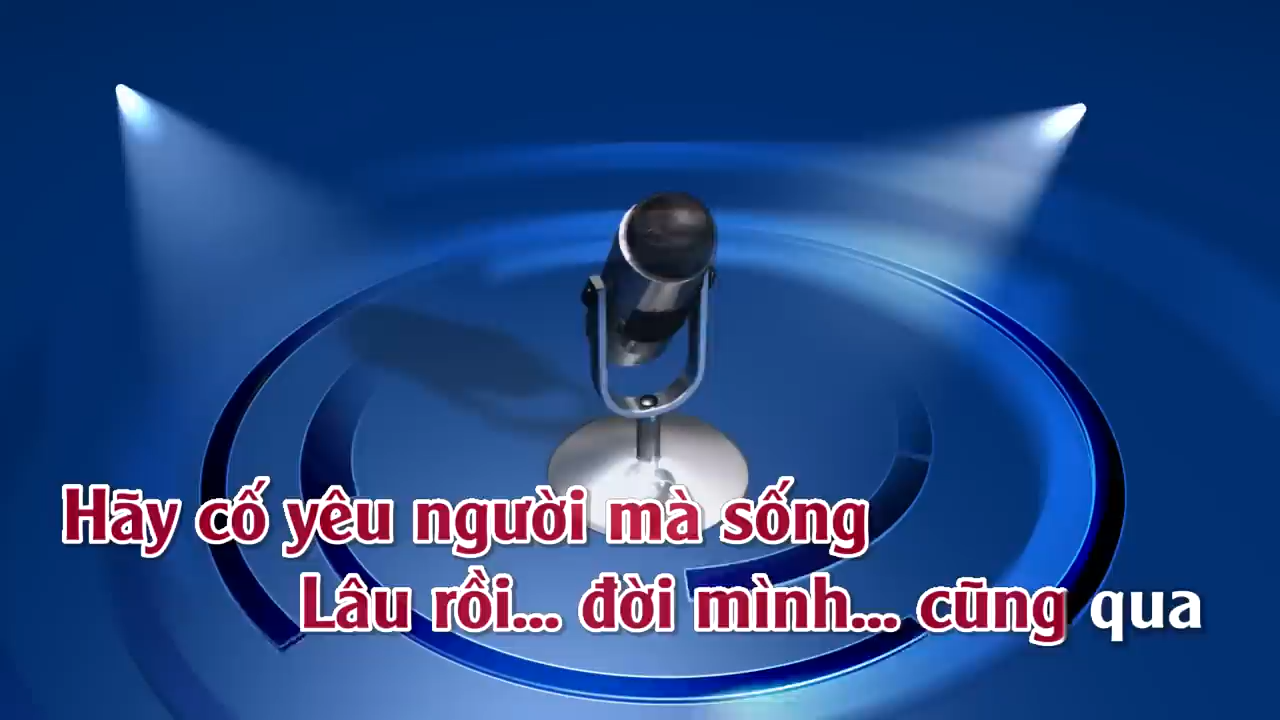 Hãy cố yêu người mà sống
Lâu rồi... đời mình... cũng qua